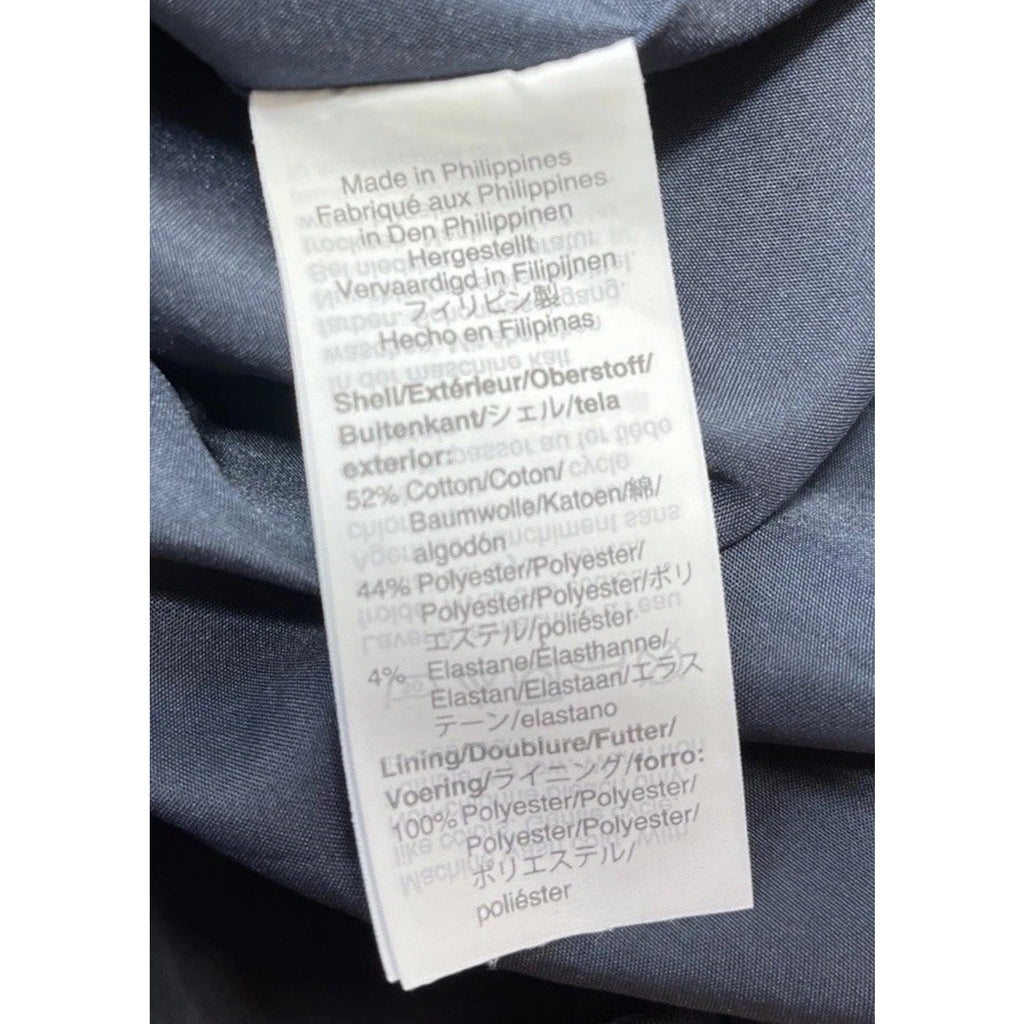 Made in Philippines
Fabriqué aux Philippines
in Den Philippinen
Hergestellt
Vervaardigd in Filipijnen
フィリピン製
Hecho en Filipinas
Shell/Extérieur/Oberstoff/
Buitenkant/シェル/tela
exterior:
52% Cotton/Coton/
Baumwolle/Katoen/綿/
algodón
44% Polyester/Polyester/
Polyester/Polyester/ポリ
エステル/poliéster
4% Elastane/Elasthanne/
Elastan/Elastaan/エラス
テーン/elastano
Lining/Doublure/Futter/
Voering/ライニング/forro:
100% Polyester/Polyester/
Polyester/Polyester/
ポリエステル/
poliéster